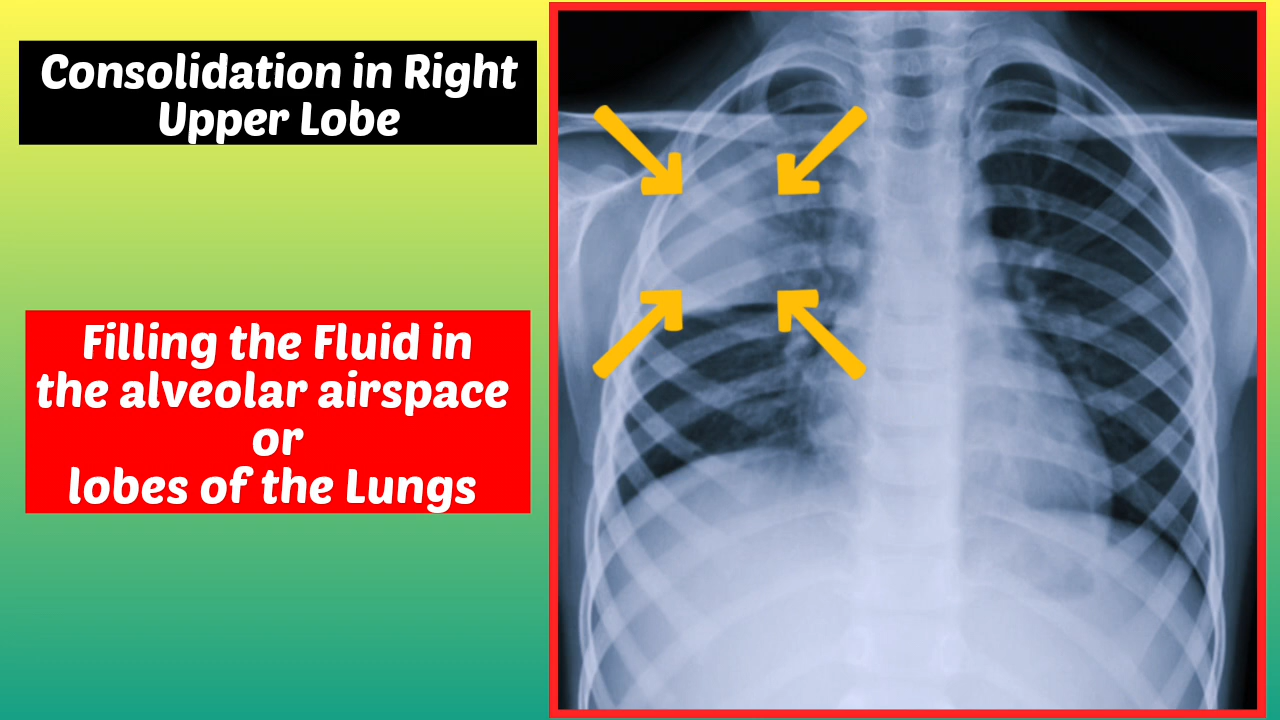 Consolidation in Right
Upper Lobe
Filling the Fluid in
the alveolar airspace
or
lobes of the Lungs